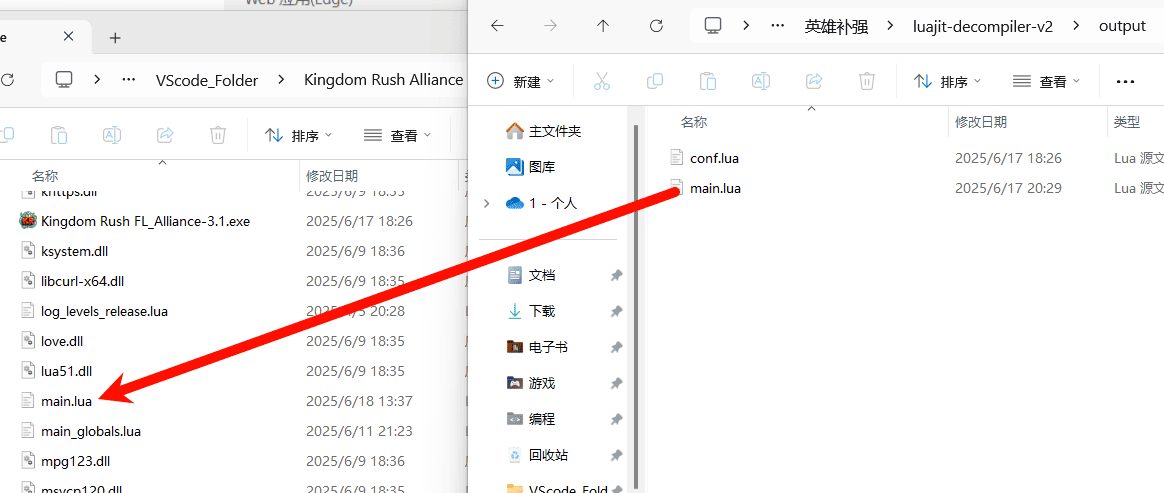 Web 应用(Edge)
e
VScode_Folder
Kingdom Rush Alliance
排序
查看
名称
修改日期
khttps.dll
2025/6/9 18:35
Kingdom Rush FL_Alliance-3.1.exe
2025/6/17 18:26
ksystem.dll
2025/6/9 18:36
libcurl-x64.dll
2025/6/9 18:35
log_levels_release.lua
20:28
love.dll
2025/6/9 18:35
lua51.dll
2025/6/9 18:35
main.lua
2025/6/18 13:37
main_globals.lua
2025/6/11 21:23
mpg123.dll
2025/6/9 18:36
msvcp120.dll
2025/6/9 18:35
英雄补强
luajit-decompiler-v2
output
新建
排序
查看
名称
修改日期
类型
conf.lua
2025/6/17 18:26
Lua 源文
main.lua
2025/6/17 20:29
Lua 源文
主文件夹
图库
1 - 个人
文档
下载
电子书
游戏
编程
回收站
VScode_Fold